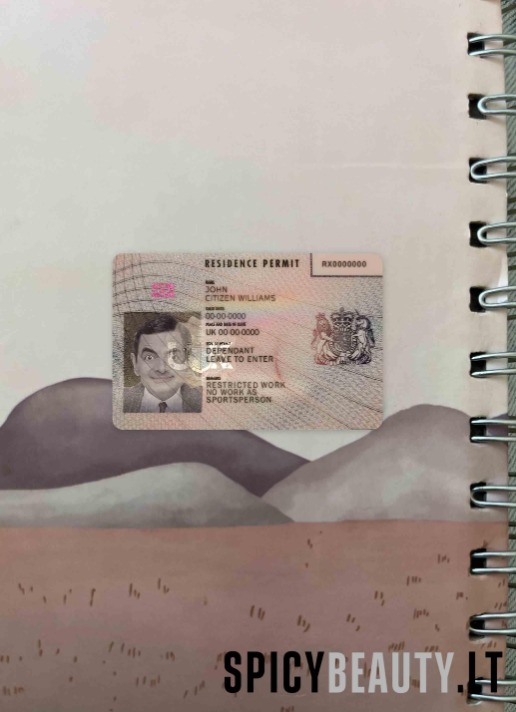 RESIDENCE PERMIT
RX0000000
JOHN
CITIZEN WILLIAMS
00-00-0000
UK 00 00 0000
DEPENDANT
LEAVE TO ENTER
RESTRICTED WORK
NO WORK AS
SPORTSPERSON
SPICYBEAUTY.LT